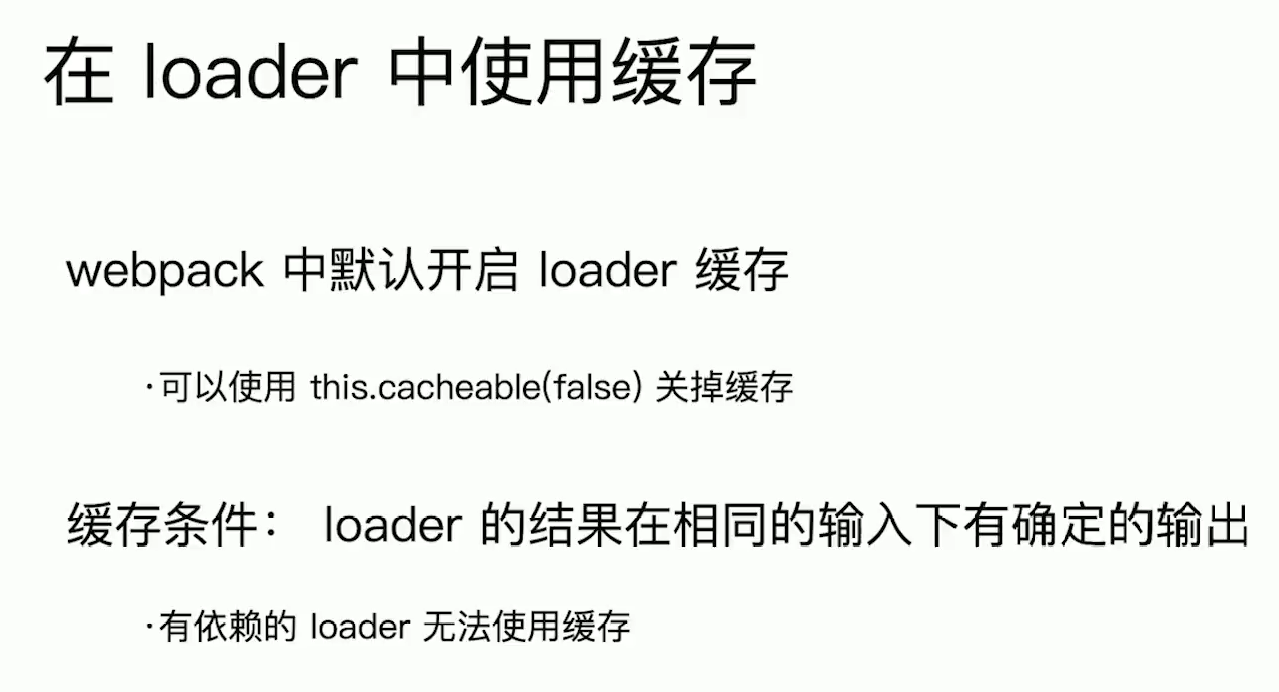 在 loader 中使用缓存
webpack 中默认开启 loader 缓存
·可以使用 this.cacheable(false) 关掉缓存
缓存条件： loader 的结果在相同的输入下有确定的输出
·有依赖的 loader 无法使用缓存